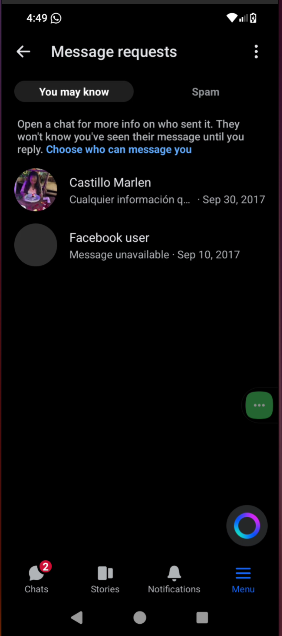 4:49
Message requests
You may know
Spam
Open a chat for more info on who sent it. They
won't know you've seen their message until you
reply. Choose who can message you
Castillo Marlen
Cualquier información q... · Sep 30, 2017
Facebook user
Message unavailable · Sep 10, 2017
2
Chats
Stories
Notifications
Menu